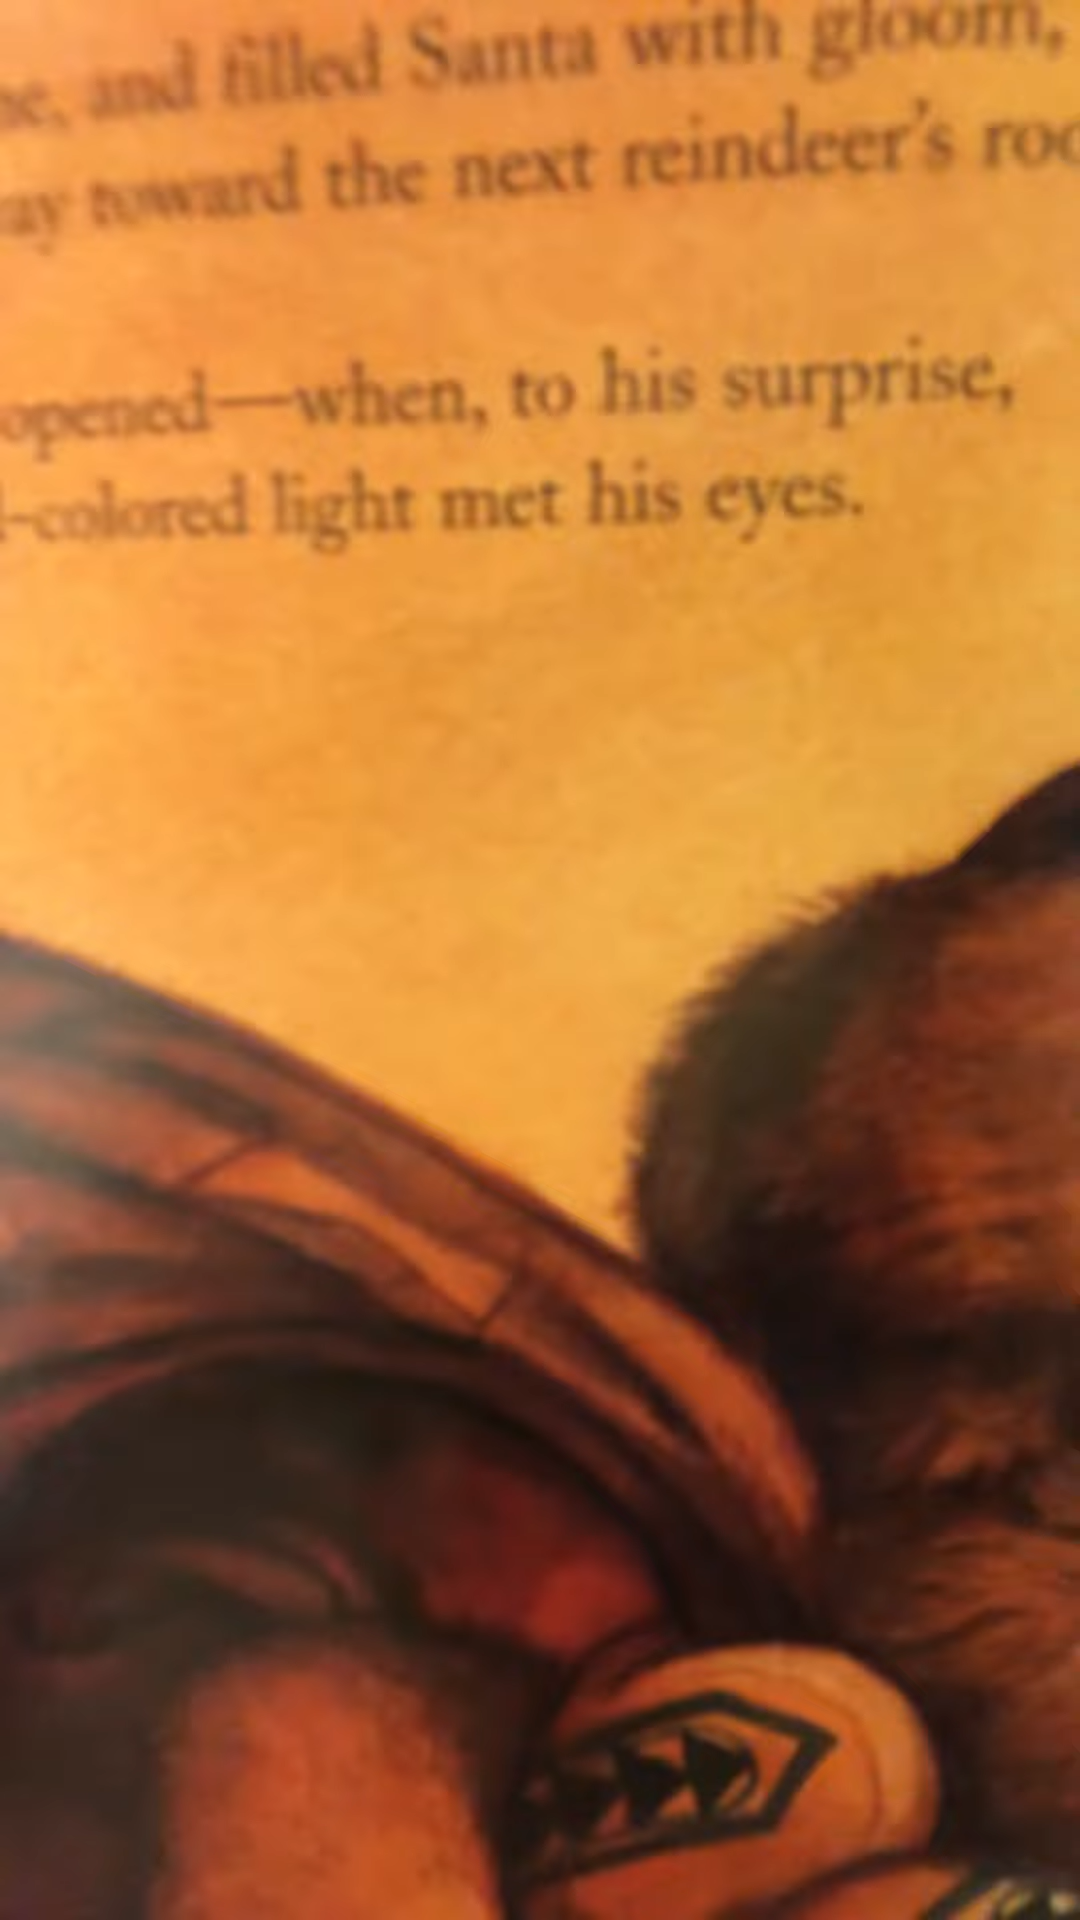 and filled Santa with gloom,
toward the next reindeer's
opened—when, to his surprise,
-colored light met his eyes.